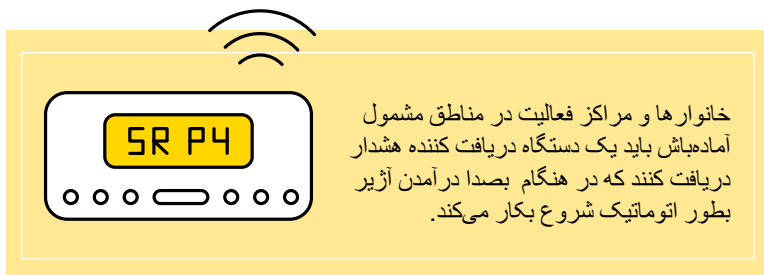 SR P4
خانوارها و مراکز فعالیت در مناطق مشمول
آماده‌باش باید یک دستگاه دریافت کننده هشدار
دریافت کنند که در هنگام بصدا درآمدن آژیر
بطور اتوماتیک شروع بکار می‌کند.